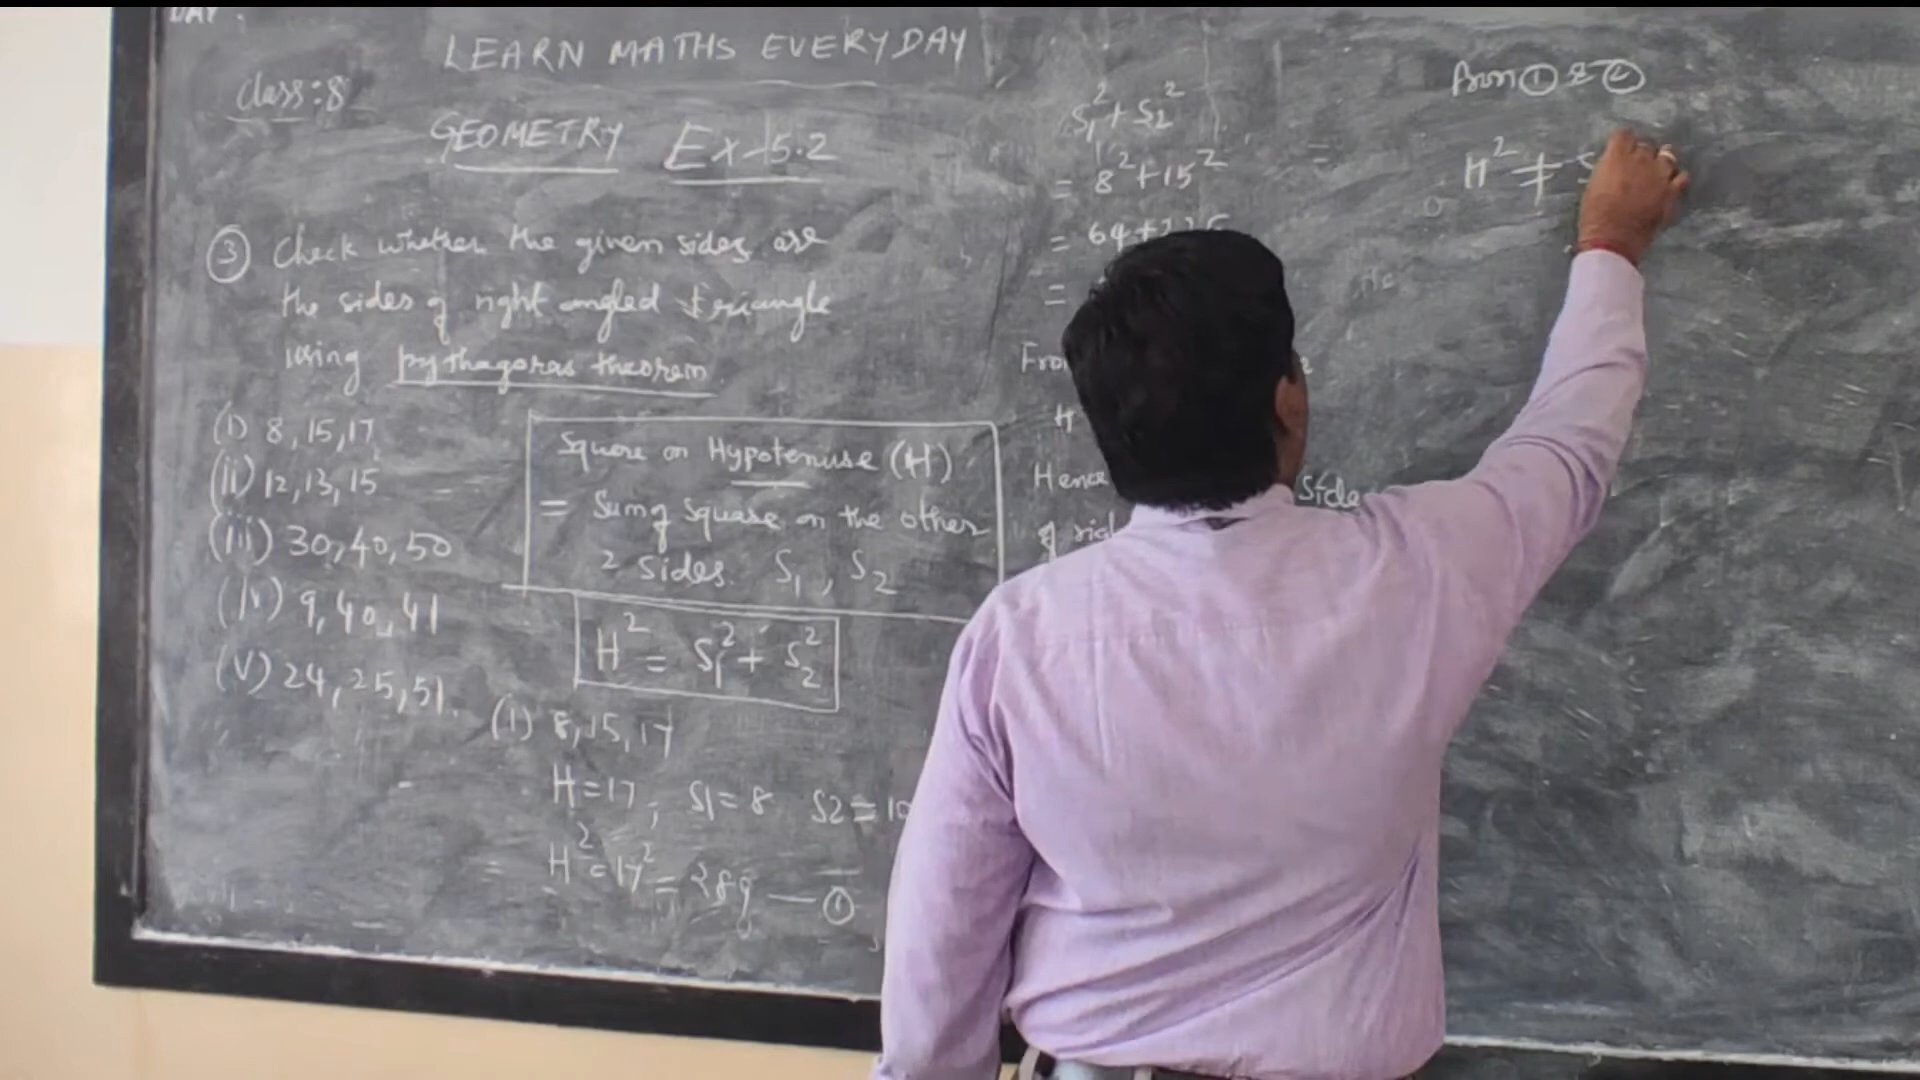 DAY.
LEARN MATHS EVERYDAY
class:8
GEOMETRY Ex-5.2
③ Check whether the given sides are
the sides of right angled triangle
using pythagoras theorem
(i) 8, 15, 17
(ii) 12, 13, 15
(iii) 30, 40, 50
(iv) 9, 40, 41
(v) 24, 25, 51.
Square on Hypotenuse (H)
= Sum of Square on the other
2 sides. S₁, S₂
H² = S₁² + S₂²
(i) 8, 15, 17
H = 17, S1 = 8 S2 =
H² = 17² = 289 — ①
S₁² + S₂²
= 8² + 15²
= 64 +
=
H
Hence side
of
From ① & ②
H² ≠ S